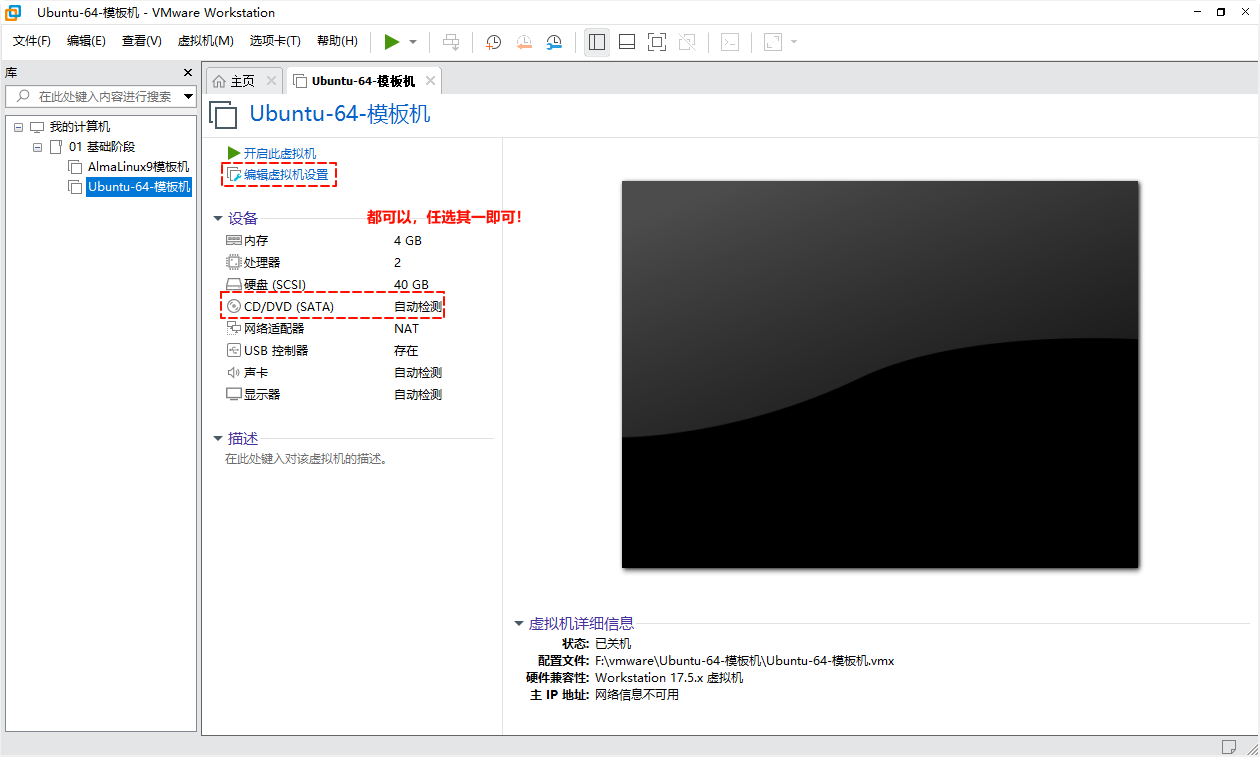 Ubuntu-64-模板机 - VMware Workstation
文件(F) 编辑(E) 查看(V) 虚拟机(M) 选项卡(T) 帮助(H)
库
在此处键入内容进行搜索
我的计算机
01 基础阶段
AlmaLinux9模板机
Ubuntu-64-模板机
主页
Ubuntu-64-模板机
Ubuntu-64-模板机
开启此虚拟机
编辑虚拟机设置
都可以，任选其一即可！
设备
内存 4 GB
处理器 2
硬盘 (SCSI) 40 GB
CD/DVD (SATA) 自动检测
网络适配器 NAT
USB 控制器 存在
声卡 自动检测
显示器 自动检测
描述
在此处键入对该虚拟机的描述。
虚拟机详细信息
状态: 已关机
配置文件: F:\vmware\Ubuntu-64-模板机\Ubuntu-64-模板机.vmx
硬件兼容性: Workstation 17.5.x 虚拟机
主 IP 地址: 网络信息不可用